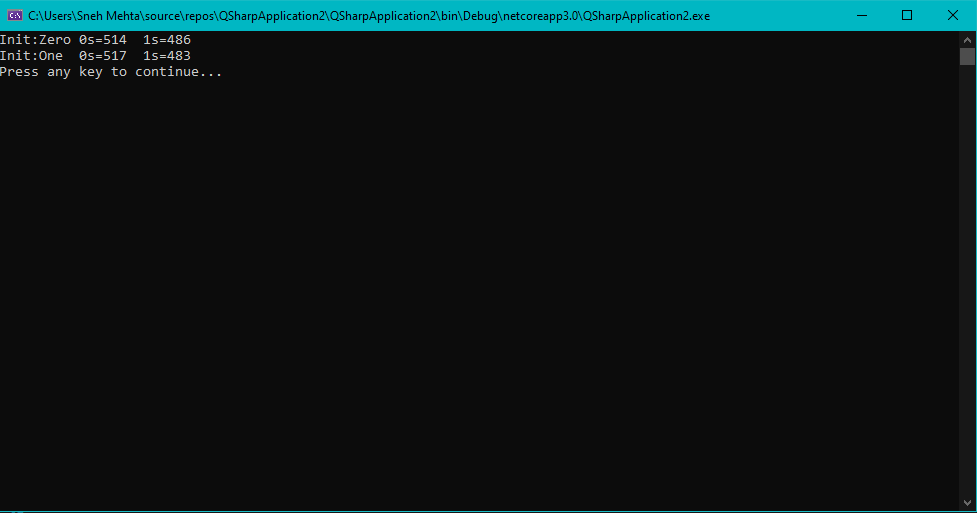 C:\Users\Sneh Mehta\source\repos\QSharpApplication2\QSharpApplication2\bin\Debug\netcoreapp3.0\QSharpApplication2.exe
Init:Zero 0s=514  1s=486
Init:One  0s=517  1s=483
Press any key to continue...